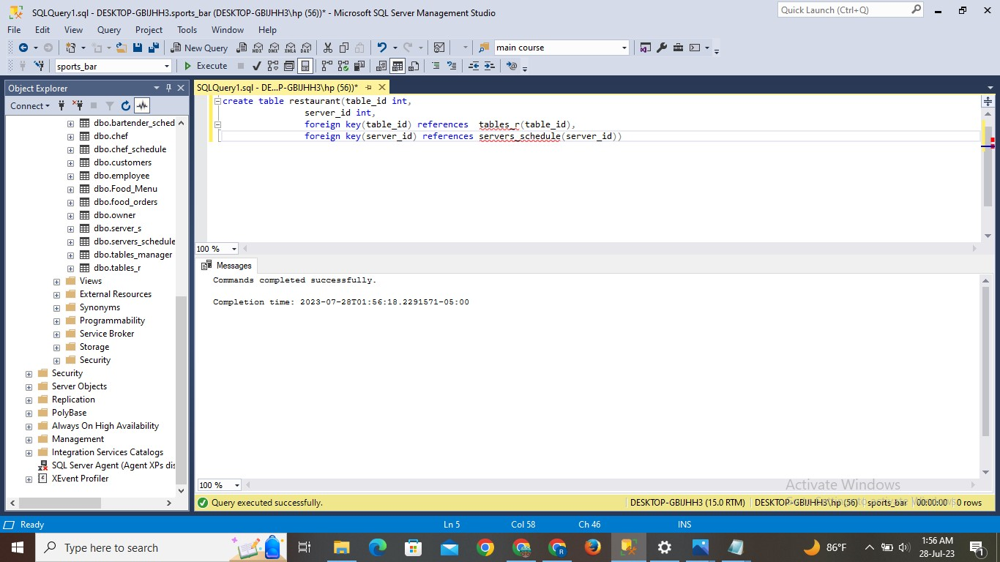 SQLQuery1.sql - DESKTOP-GBIJHH3.sports_bar (DESKTOP-GBIJHH3\hp (56))* - Microsoft SQL Server Management Studio
Quick Launch (Ctrl+Q)
File Edit View Query Project Tools Window Help
New Query MDX DMX XMLA DAX main course
sports_bar Execute
Object Explorer
Connect
dbo.bartender_sched
dbo.chef
dbo.chef_schedule
dbo.customers
dbo.employee
dbo.Food_Menu
dbo.food_orders
dbo.owner
dbo.server_s
dbo.servers_schedule
dbo.tables_manager
dbo.tables_r
Views
External Resources
Synonyms
Programmability
Service Broker
Storage
Security
Security
Server Objects
Replication
PolyBase
Always On High Availability
Management
Integration Services Catalogs
SQL Server Agent (Agent XPs dis
XEvent Profiler
SQLQuery1.sql - DE...P-GBIJHH3\hp (56))*
create table restaurant(table_id int,
server_id int,
foreign key(table_id) references tables_r(table_id),
foreign key(server_id) references servers_schedule(server_id))
100 %
Messages
Commands completed successfully.
Completion time: 2023-07-28T01:56:18.2291571-05:00
100 %
Activate Windows
Query executed successfully. DESKTOP-GBIJHH3 (15.0 RTM) DESKTOP-GBIJHH3\hp (56) sports_bar 00:00:00 0 rows
Ready Ln 5 Col 58 Ch 46 INS
Type here to search
86°F
1:56 AM
28-Jul-23
1